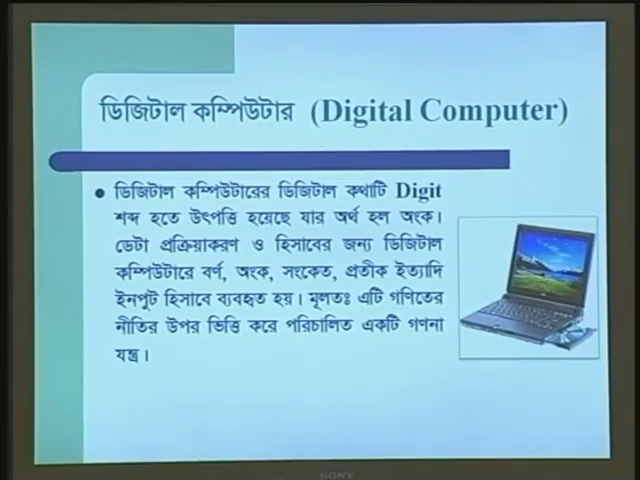 ডিজিটাল কম্পিউটার (Digital Computer)
• ডিজিটাল কম্পিউটারের ডিজিটাল কথাটি Digit
শব্দ হতে উৎপত্তি হয়েছে যার অর্থ হল অংক।
ডেটা প্রক্রিয়াকরণ ও হিসাবের জন্য ডিজিটাল
কম্পিউটারে বর্ণ, অংক, সংকেত, প্রতীক ইত্যাদি
ইনপুট হিসাবে ব্যবহৃত হয়। মূলতঃ এটি গণিতের
নীতির উপর ভিত্তি করে পরিচালিত একটি গণনা
যন্ত্র।
SONY